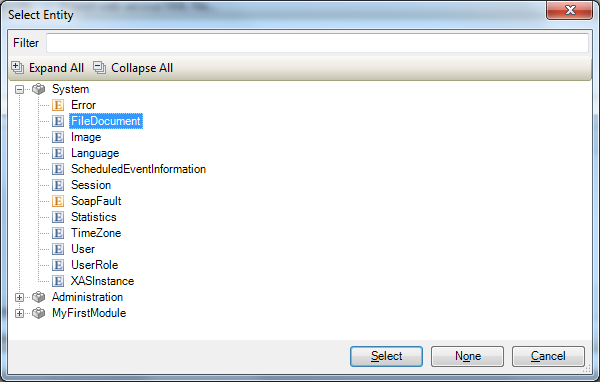 Select Entity
Filter
Expand All Collapse All
System
E Error
E FileDocument
E Image
E Language
E ScheduledEventInformation
E Session
E SoapFault
E Statistics
E TimeZone
E User
E UserRole
E XASInstance
Administration
MyFirstModule
Select None Cancel